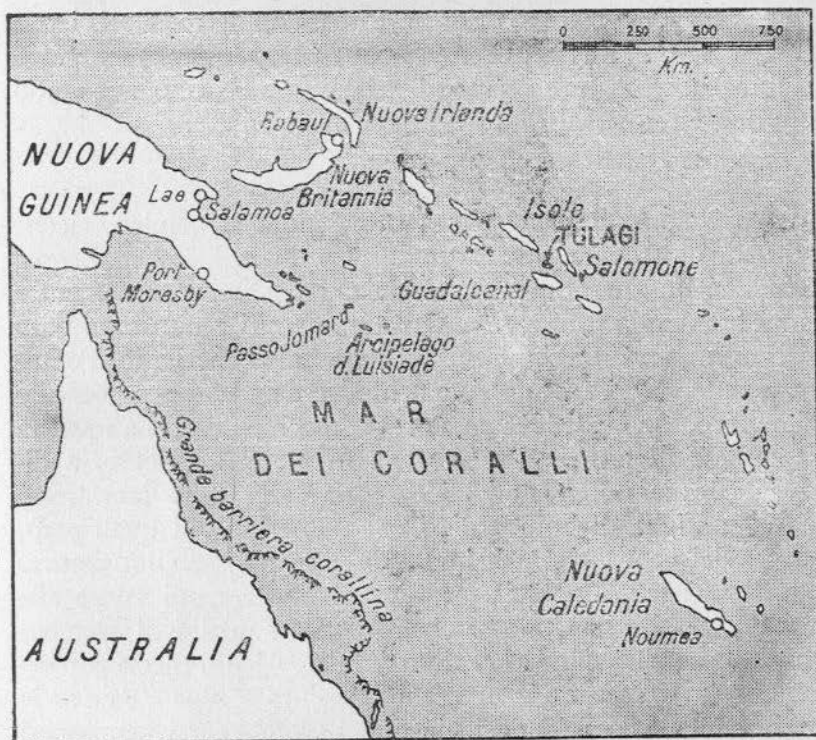 0 250 500 750
Km.
Rabaul
Nuova Irlanda
NUOVA
GUINEA
Nuova
Britannia
Lae
Salamoa
Isole
TULAGI
Salomone
Port
Moresby
Guadalcanal
Passo Jomard
Arcipelago
d. Luisiade
MAR
DEI CORALLI
Grande barriera corallina
Nuova
Caledonia
Noumea
AUSTRALIA